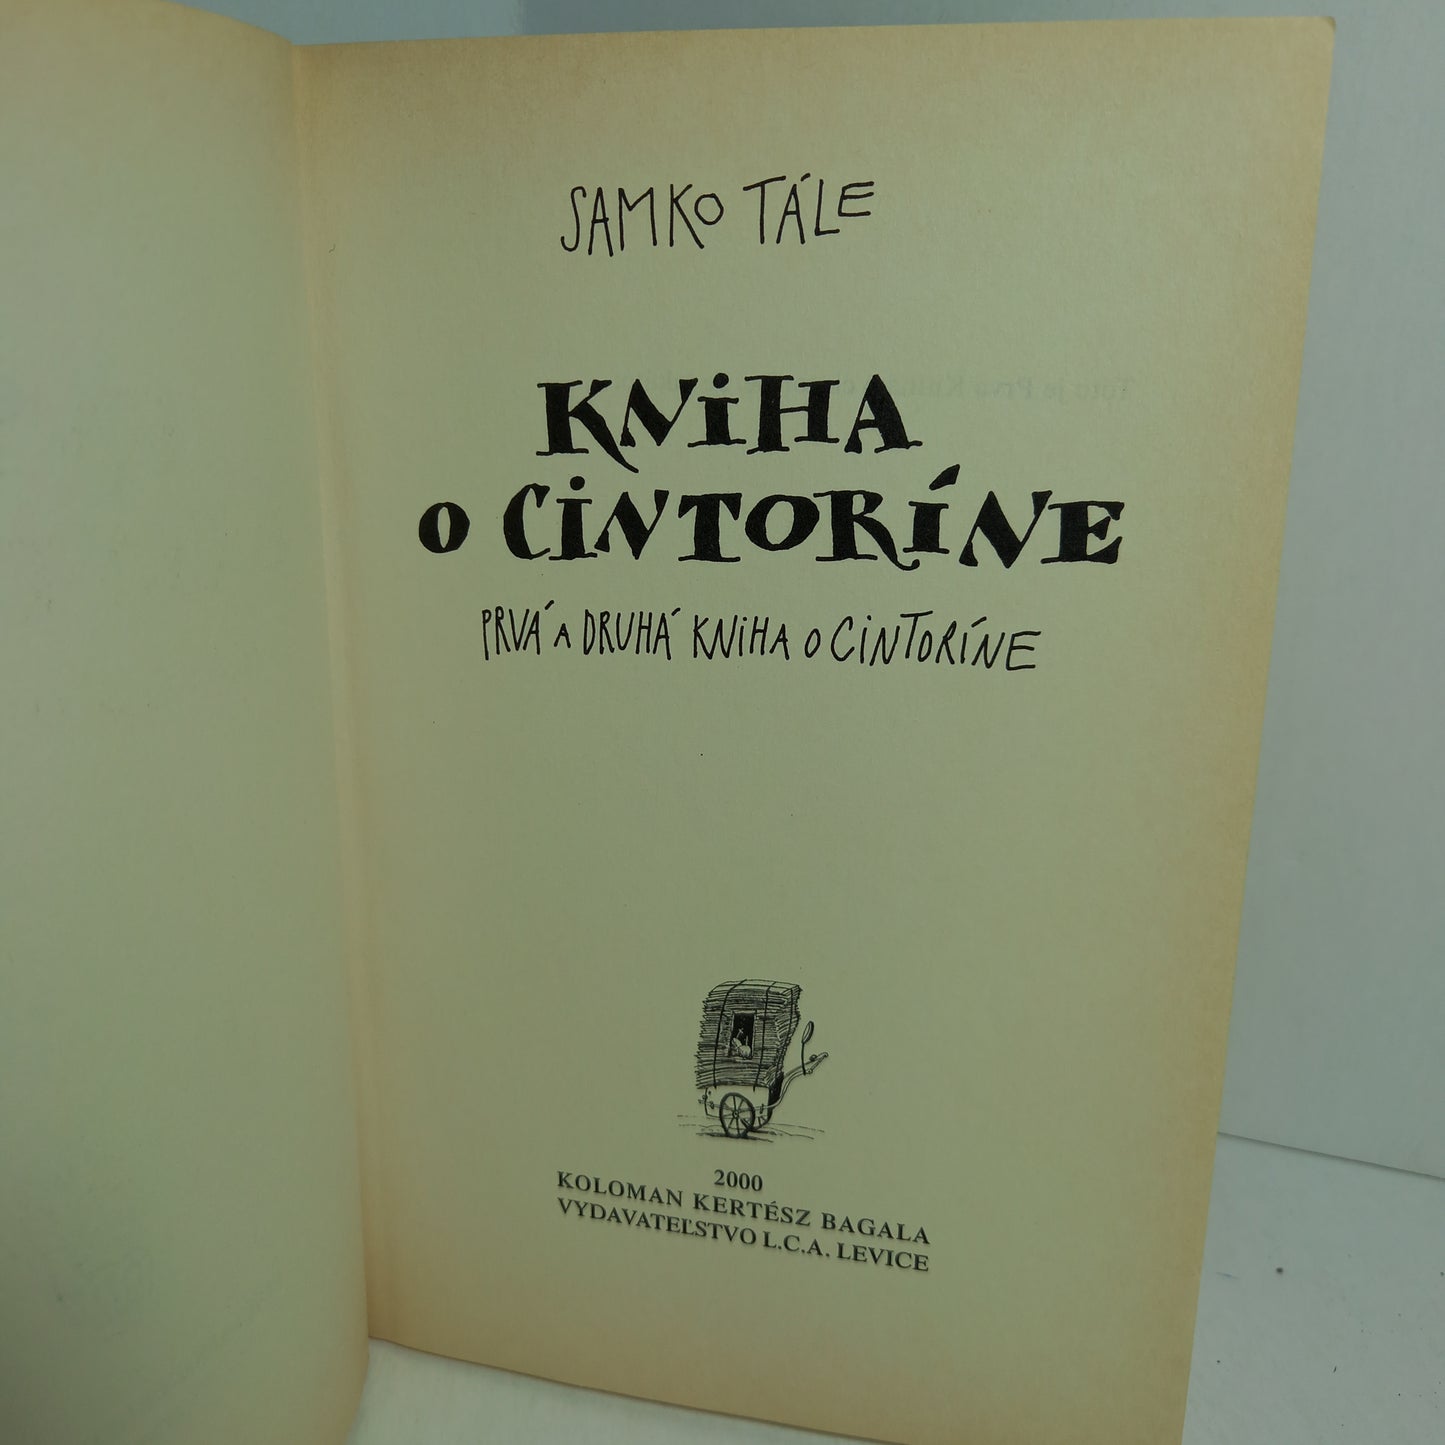 SAMKO TÁLE
KNiHA
O CiNTORÍNE
PRVÁ A DRUHÁ KNiHA O CiNTORÍNE
2000
KOLOMAN KERTÉSZ BAGALA
VYDAVATEĽSTVO L.C.A. LEVICE